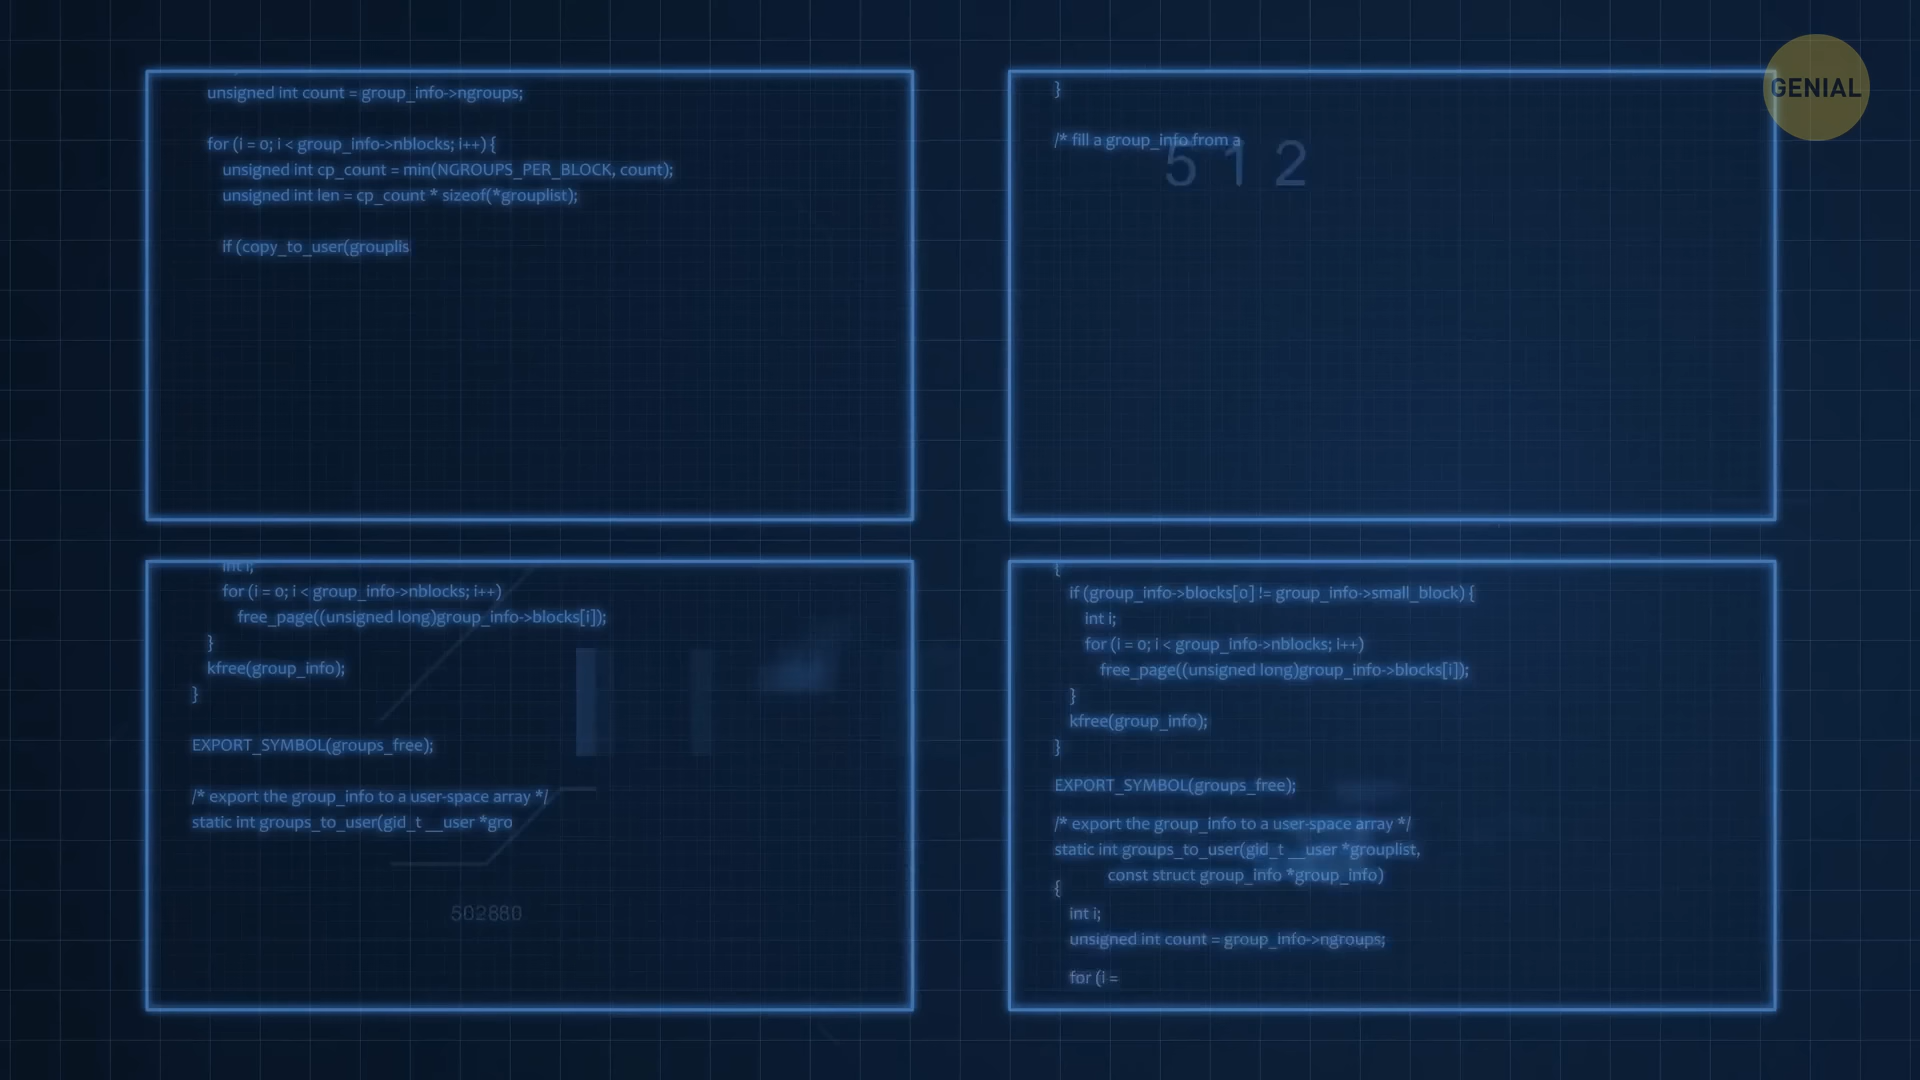 unsigned int count = group_info->ngroups;
for (i = 0; i < group_info->nblocks; i++) {
unsigned int cp_count = min(NGROUPS_PER_BLOCK, count);
unsigned int len = cp_count * sizeof(*grouplist);
if (copy_to_user(grouplis
}
/* fill a group_info from a
5 1 2
GENIAL
int i;
for (i = 0; i < group_info->nblocks; i++)
free_page((unsigned long)group_info->blocks[i]);
}
kfree(group_info);
}
EXPORT_SYMBOL(groups_free);
/* export the group_info to a user-space array */
static int groups_to_user(gid_t __user *gro
502880
{
if (group_info->blocks[0] != group_info->small_block) {
int i;
for (i = 0; i < group_info->nblocks; i++)
free_page((unsigned long)group_info->blocks[i]);
}
kfree(group_info);
}
EXPORT_SYMBOL(groups_free);
/* export the group_info to a user-space array */
static int groups_to_user(gid_t __user *grouplist,
const struct group_info *group_info)
{
int i;
unsigned int count = group_info->ngroups;
for (i =